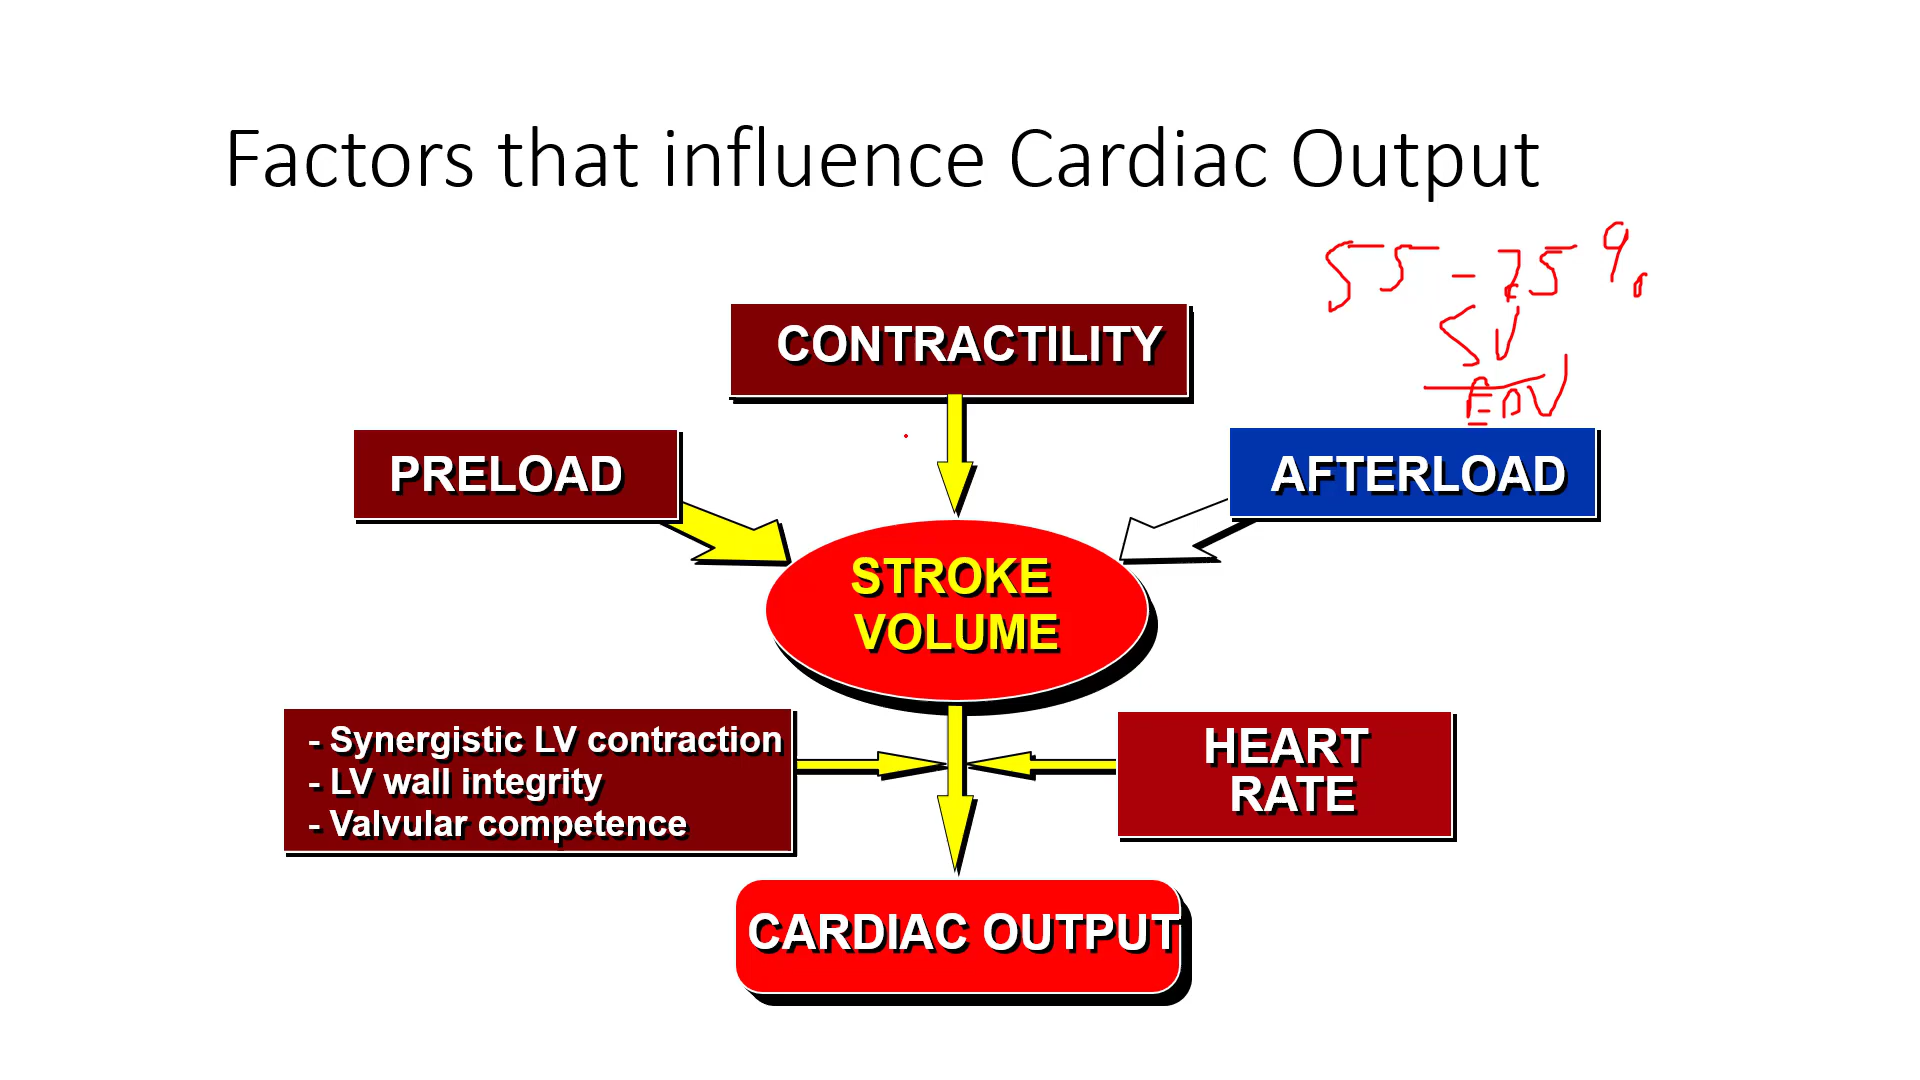 Factors that influence Cardiac Output
55 - 75 %
SV
EDV
CONTRACTILITY
PRELOAD
AFTERLOAD
STROKE
VOLUME
- Synergistic LV contraction
- LV wall integrity
- Valvular competence
HEART
RATE
CARDIAC OUTPUT